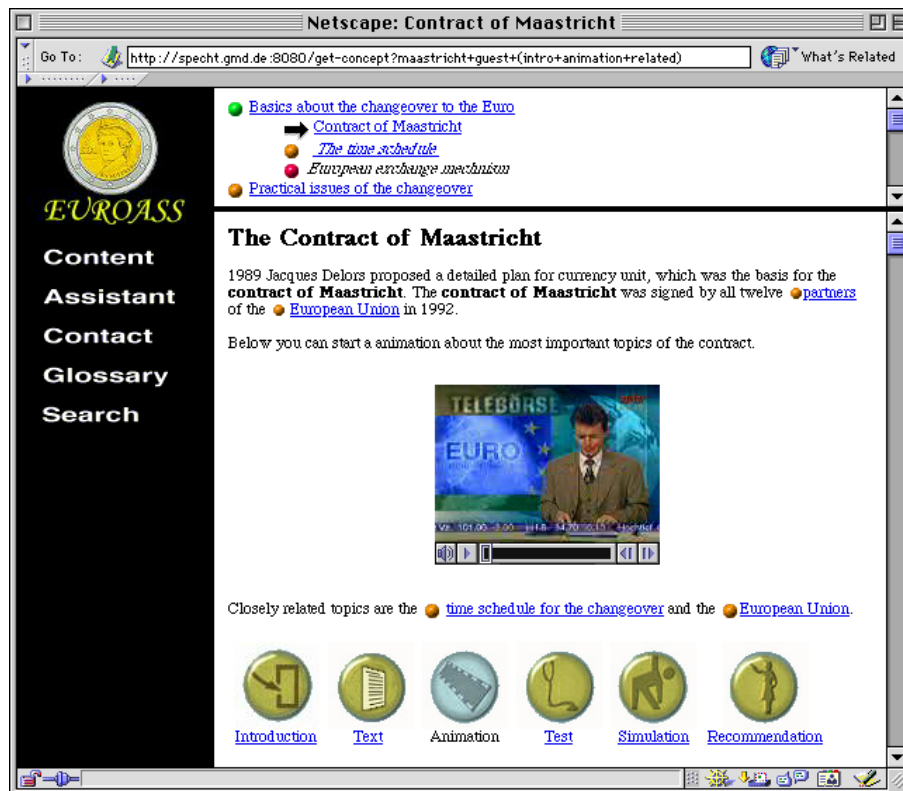 Netscape: Contract of Maastricht
Go To: http://specht.gmd.de:8080/get-concept?maastricht+guest+(intro+animation+related) What's Related
EUROASS
Content
Assistant
Contact
Glossary
Search
Basics about the changeover to the Euro
Contract of Maastricht
The time schedule
European exchange mechnism
Practical issues of the changeover
The Contract of Maastricht
1989 Jacques Delors proposed a detailed plan for currency unit, which was the basis for the
contract of Maastricht. The contract of Maastricht was signed by all twelve partners
of the European Union in 1992.
Below you can start a animation about the most important topics of the contract.
TELEBÖRSE
EURO
Closely related topics are the time schedule for the changeover and the European Union.
Introduction Text Animation Test Simulation Recommendation